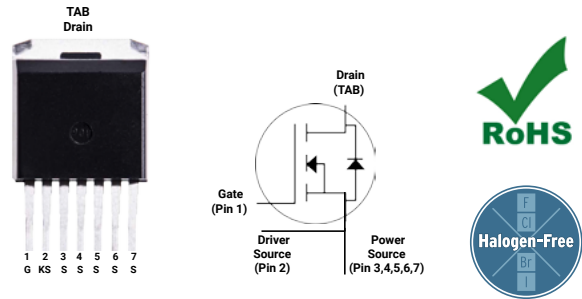 TAB
Drain
1 2 3 4 5 6 7
G KS S S S S S
Drain
(TAB)
Gate
(Pin 1)
Driver
Source
(Pin 2)
Power
Source
(Pin 3,4,5,6,7)
RoHS
F
Cl
Halogen-Free
Br
I